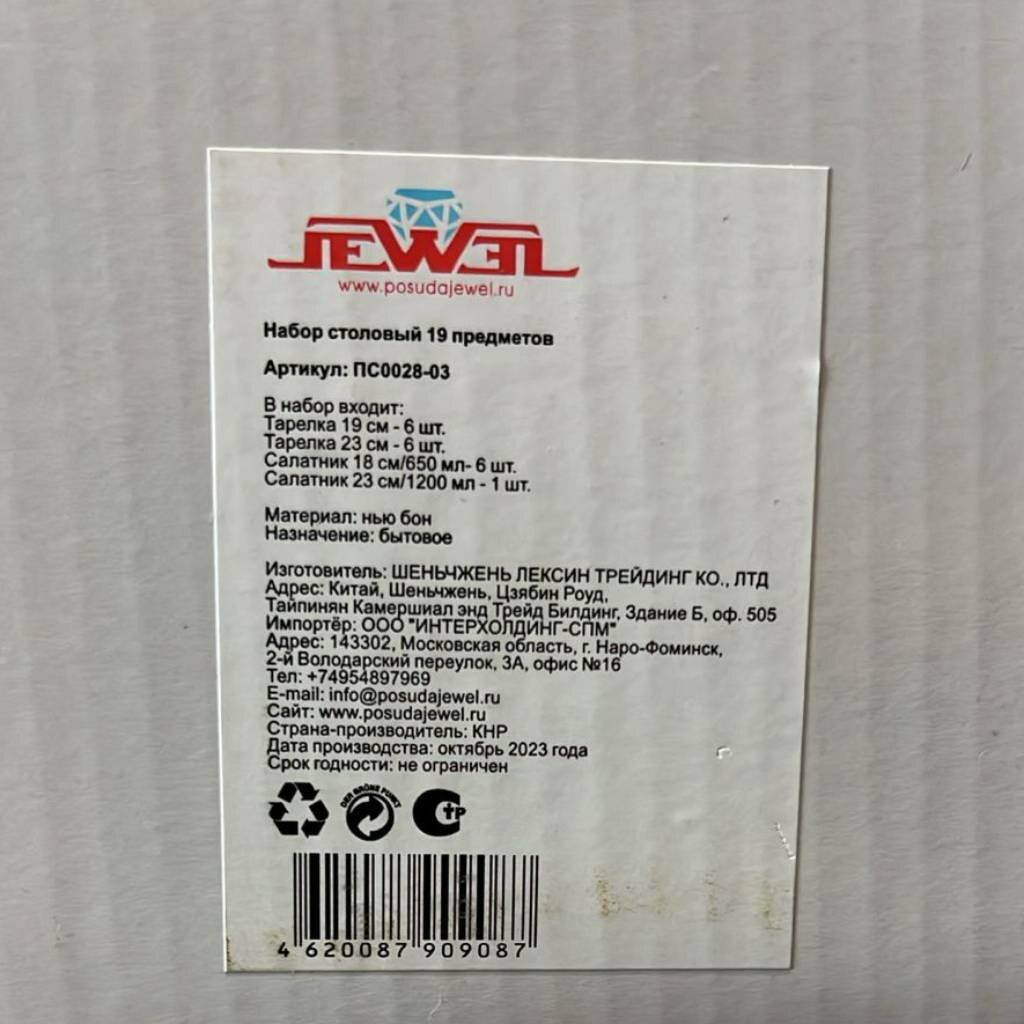 JEWEL
www.posudajewel.ru
Набор столовый 19 предметов
Артикул: ПС0028-03
В набор входит:
Тарелка 19 см - 6 шт.
Тарелка 23 см - 6 шт.
Салатник 18 см/650 мл- 6 шт.
Салатник 23 см/1200 мл - 1 шт.
Материал: нью бон
Назначение: бытовое
Изготовитель: ШЕНЬЧЖЕНЬ ЛЕКСИН ТРЕЙДИНГ КО., ЛТД
Адрес: Китай, Шеньчжень, Цзябин Роуд,
Тайпинян Камершиал энд Трейд Билдинг, Здание Б, оф. 505
Импортёр: ООО "ИНТЕРХОЛДИНГ-СПМ"
Адрес: 143302, Московская область, г. Наро-Фоминск,
2-й Володарский переулок, 3А, офис №16
Тел: +74954897969
E-mail: info@posudajewel.ru
Сайт: www.posudajewel.ru
Страна-производитель: КНР
Дата производства: октябрь 2023 года
Срок годности: не ограничен
DER GRÜNE PUNKT
СТР
4 620087 909087